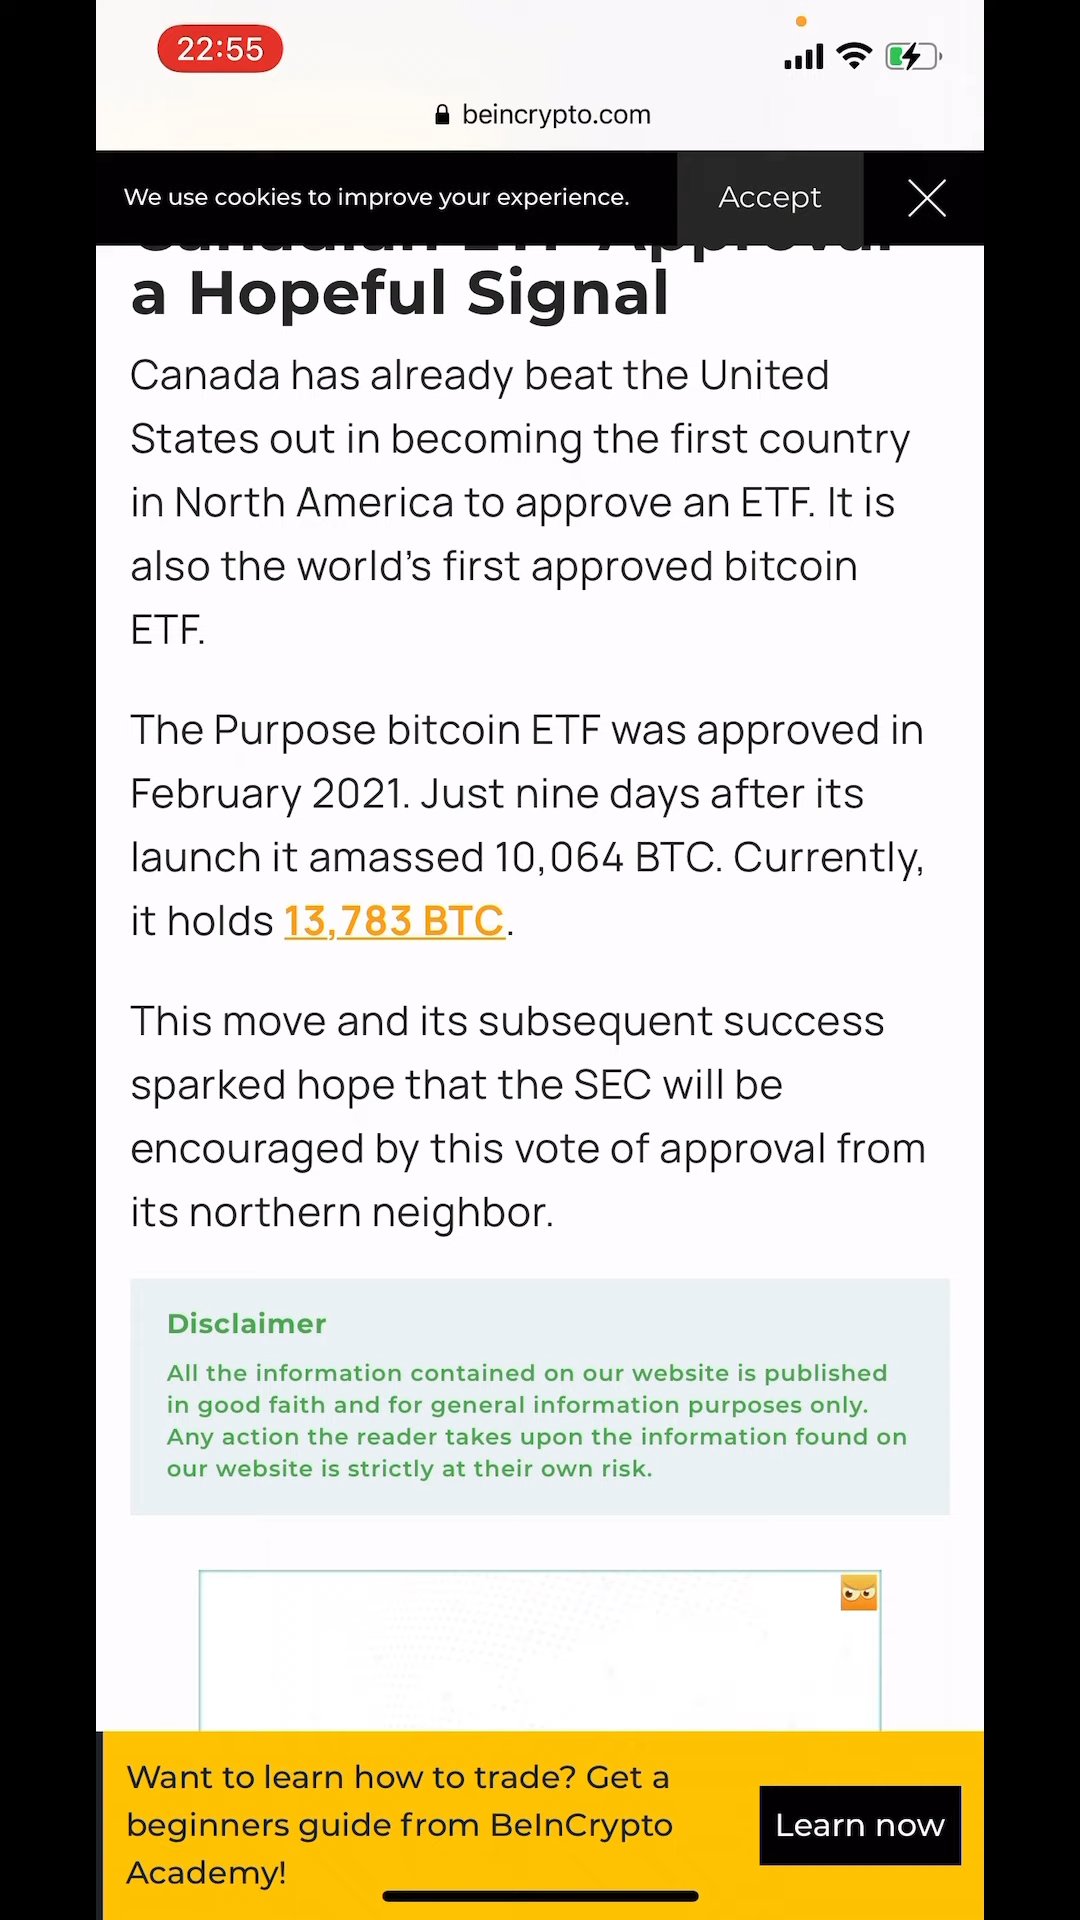 22:55
beincrypto.com
We use cookies to improve your experience.
Accept
Canadian ETF Approval
a Hopeful Signal
Canada has already beat the United
States out in becoming the first country
in North America to approve an ETF. It is
also the world's first approved bitcoin
ETF.
The Purpose bitcoin ETF was approved in
February 2021. Just nine days after its
launch it amassed 10,064 BTC. Currently,
it holds 13,783 BTC.
This move and its subsequent success
sparked hope that the SEC will be
encouraged by this vote of approval from
its northern neighbor.
Disclaimer
All the information contained on our website is published
in good faith and for general information purposes only.
Any action the reader takes upon the information found on
our website is strictly at their own risk.
Want to learn how to trade? Get a
beginners guide from BeInCrypto
Academy!
Learn now